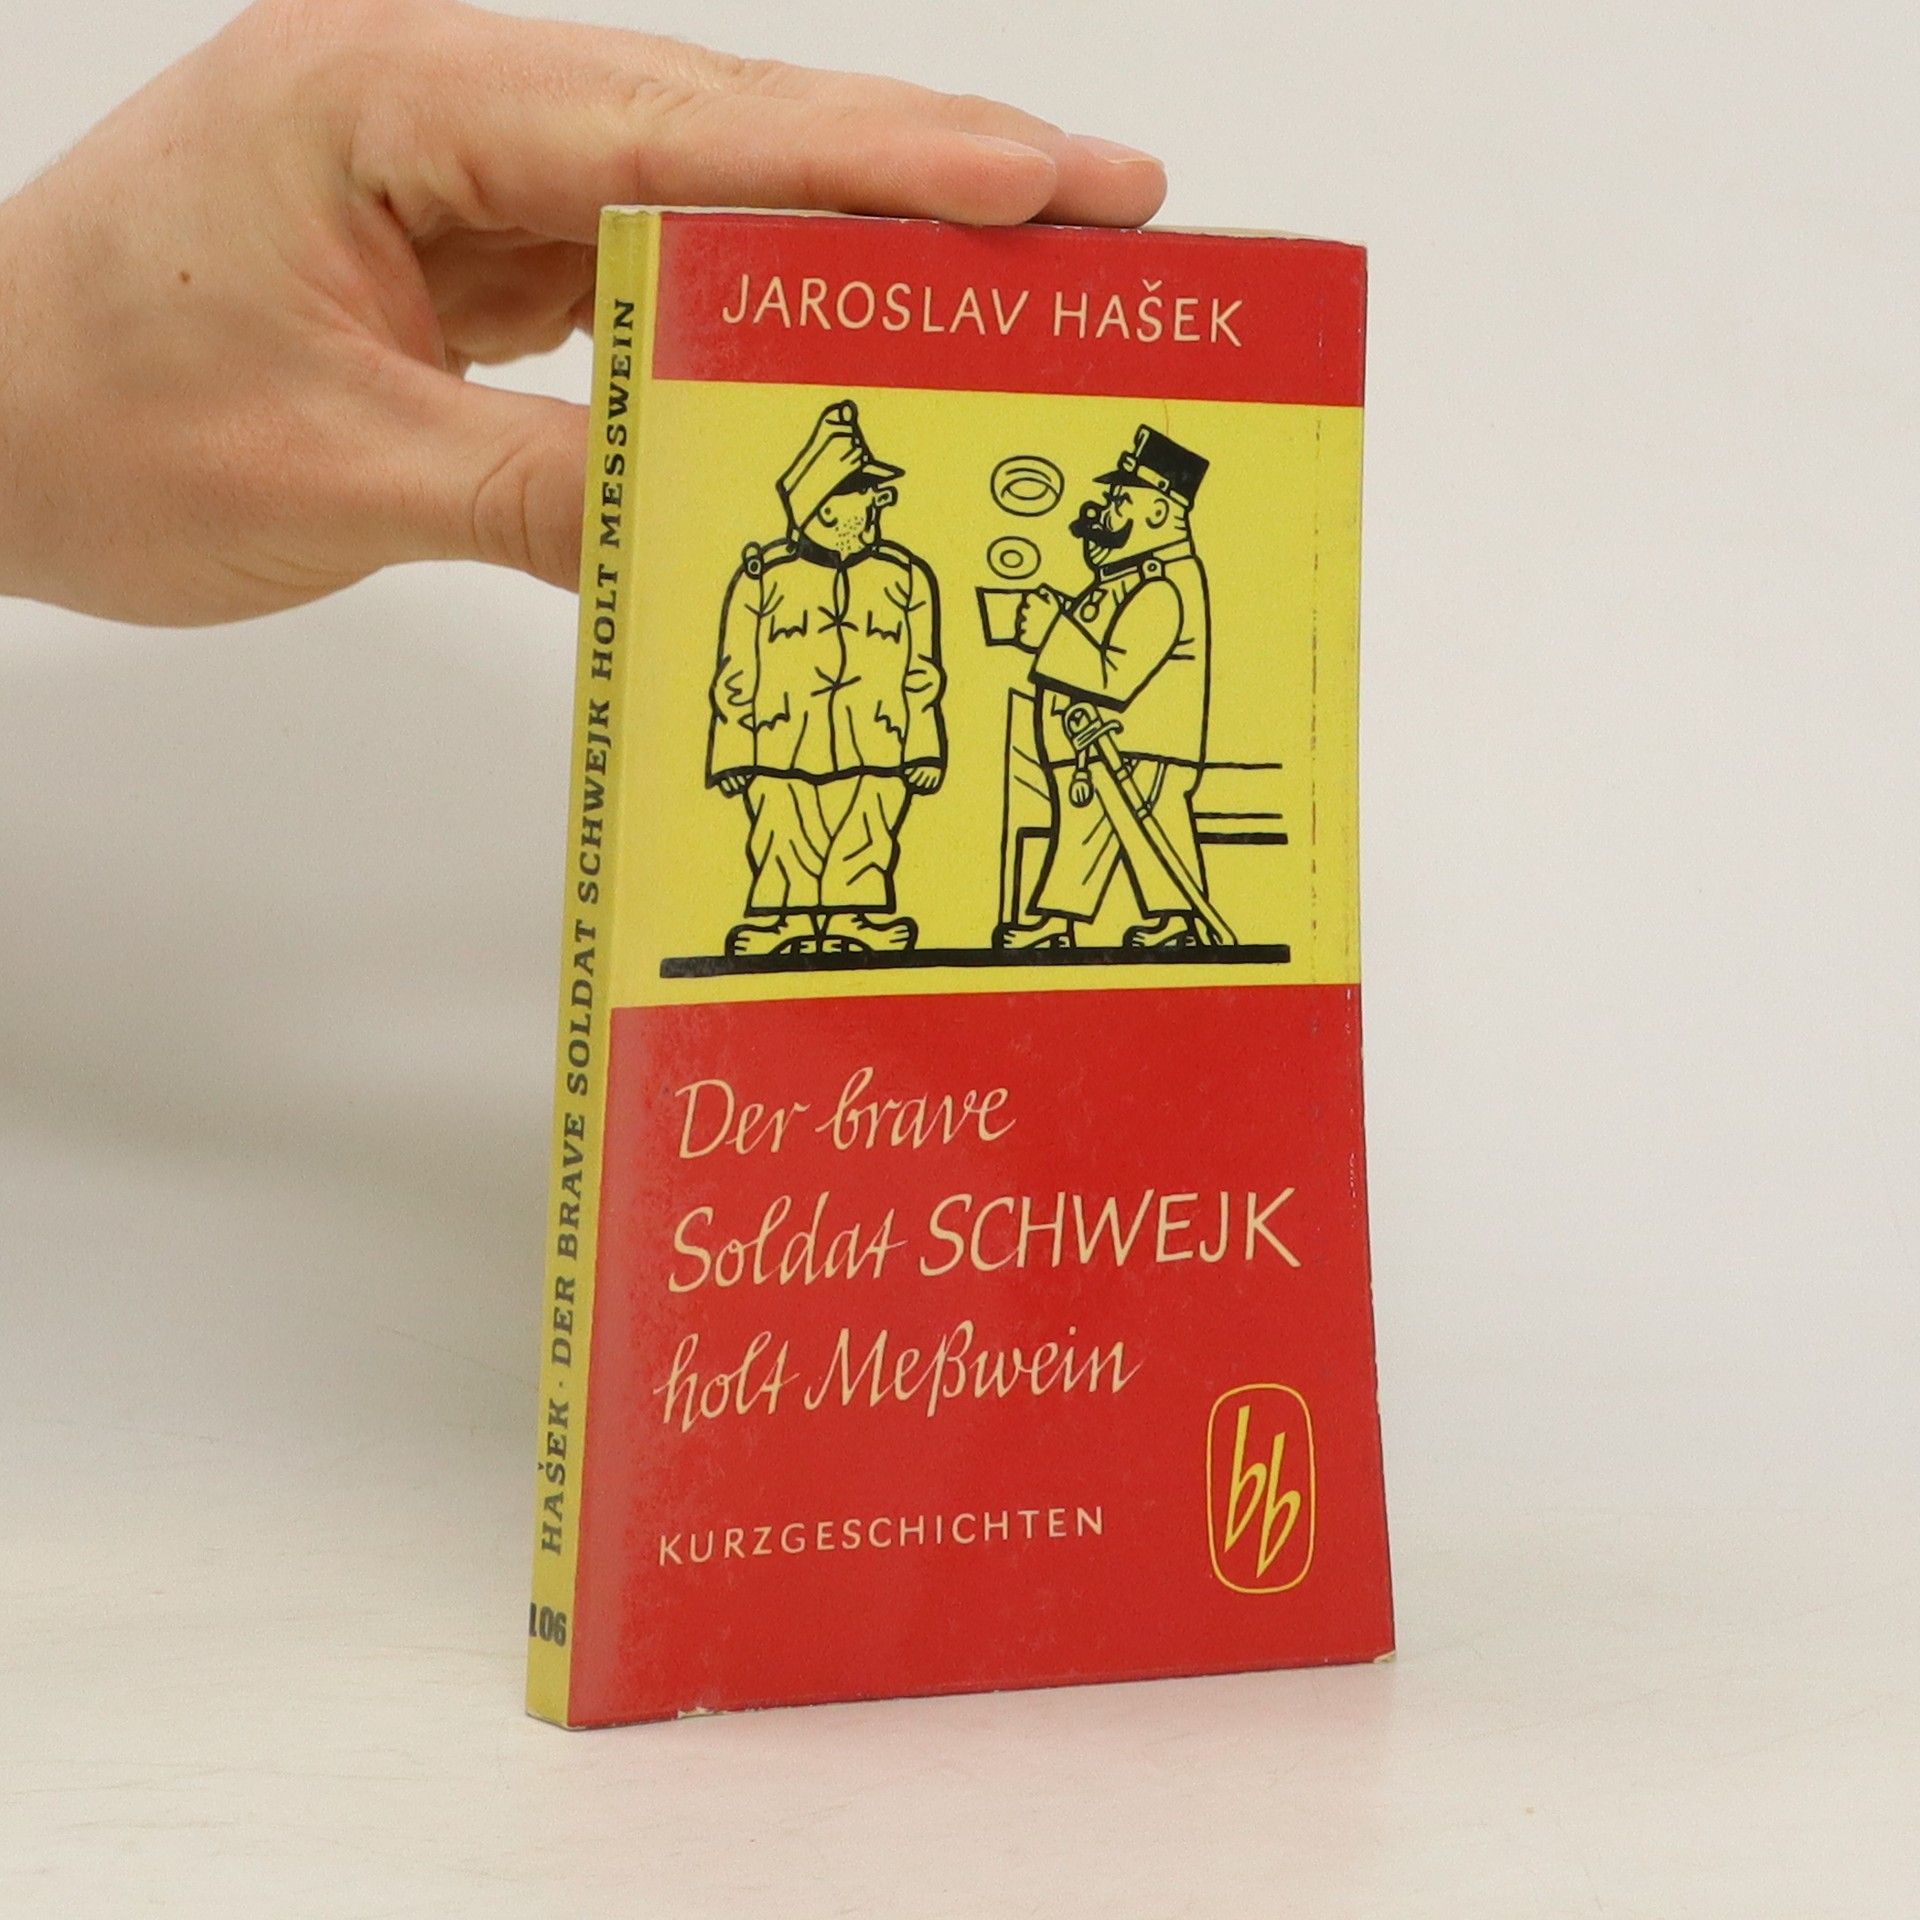 JAROSLAV HAŠEK
Der brave
Soldat SCHWEJK
holt Meßwein
KURZGESCHICHTEN
bb
HAŠEK · DER BRAVE SOLDAT SCHWEJK HOLT MESSWEIN
106